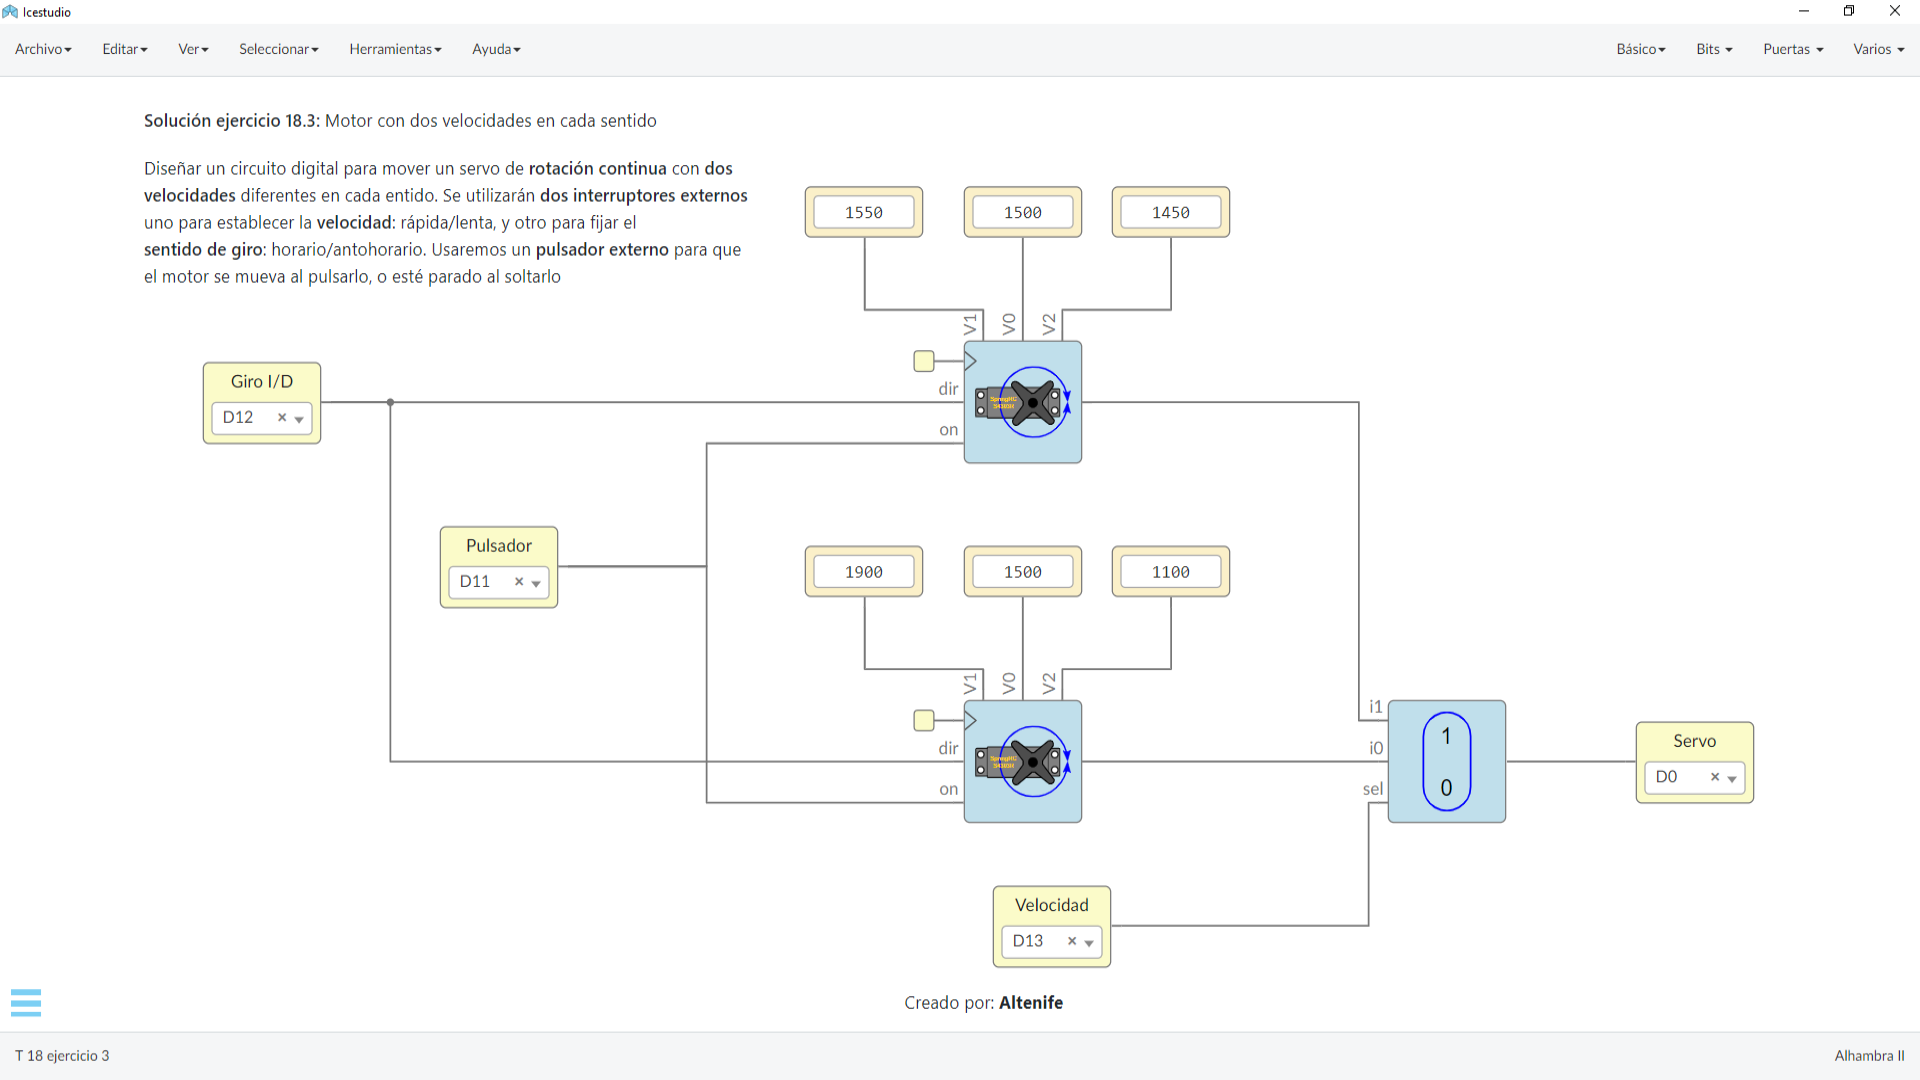 Icestudio
Archivo Editar Ver Seleccionar Herramientas Ayuda Básico Bits Puertas Varios
Solución ejercicio 18.3: Motor con dos velocidades en cada sentido
Diseñar un circuito digital para mover un servo de rotación continua con dos
velocidades diferentes en cada entido. Se utilizarán dos interruptores externos
uno para establecer la velocidad: rápida/lenta, y otro para fijar el
sentido de giro: horario/antohorario. Usaremos un pulsador externo para que
el motor se mueva al pulsarlo, o esté parado al soltarlo
1550 1500 1450
V1 V0 V2
Giro I/D
D12
dir
on
Pulsador
D11
1900 1500 1100
V1 V0 V2
dir
on
i1
i0
sel
1
0
Servo
D0
Velocidad
D13
Creado por: Altenife
T 18 ejercicio 3
Alhambra II